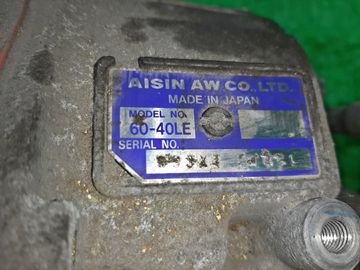 AISIN AW CO.,LTD.
MADE IN JAPAN
MODEL NO.
60-40LE
SERIAL NO.